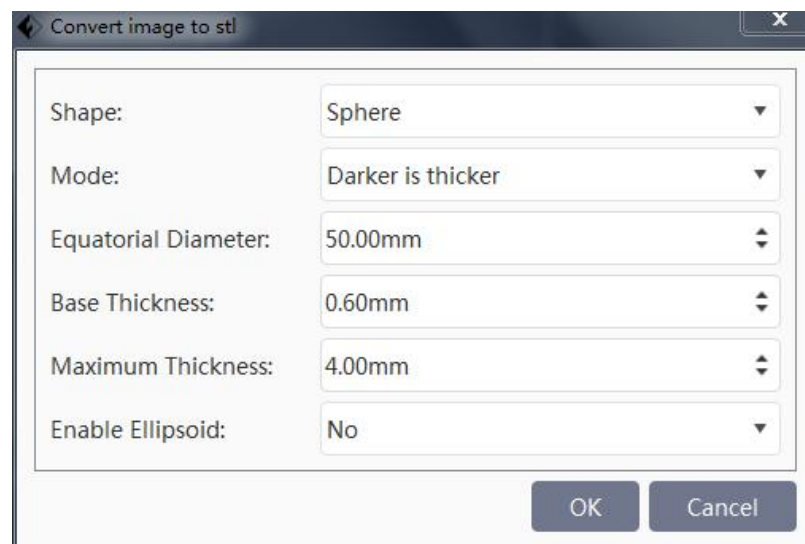 Convert image to stl
x
Shape: Sphere
Mode: Darker is thicker
Equatorial Diameter: 50.00mm
Base Thickness: 0.60mm
Maximum Thickness: 4.00mm
Enable Ellipsoid: No
OK Cancel